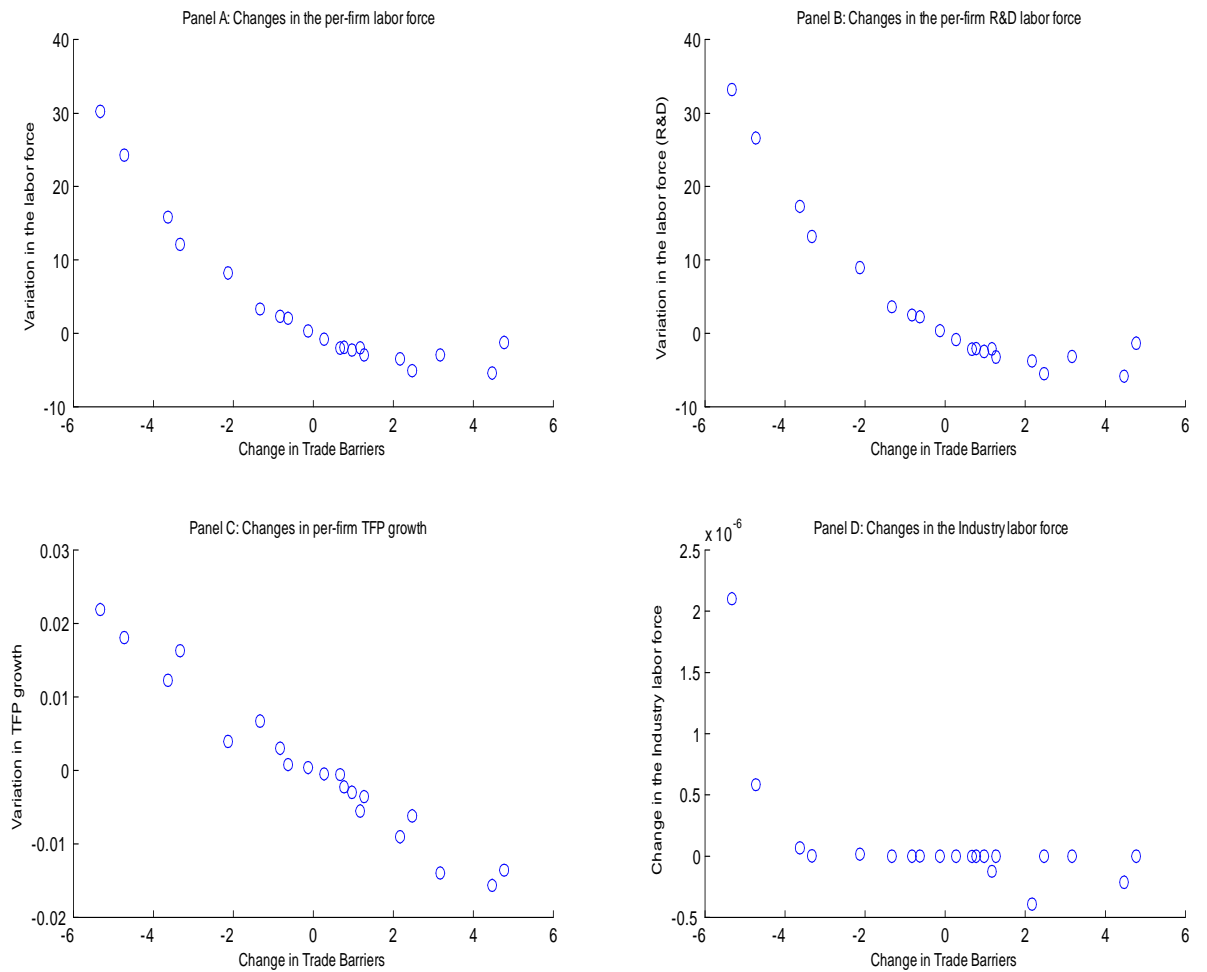 Panel A: Changes in the per-firm labor force
40
30
20
10
0
-10
Variation in the labor force
-6 -4 -2 0 2 4 6
Change in Trade Barriers
Panel B: Changes in the per-firm R&D labor force
40
30
20
10
0
-10
Variation in the labor force (R&D)
-6 -4 -2 0 2 4 6
Change in Trade Barriers
Panel C: Changes in per-firm TFP growth
0.03
0.02
0.01
0
-0.01
-0.02
Variation in TFP growth
-6 -4 -2 0 2 4 6
Change in Trade Barriers
Panel D: Changes in the Industry labor force
x 10-6
2.5
2
1.5
1
0.5
0
-0.5
Change in the Industry labor force
-6 -4 -2 0 2 4 6
Change in Trade Barriers